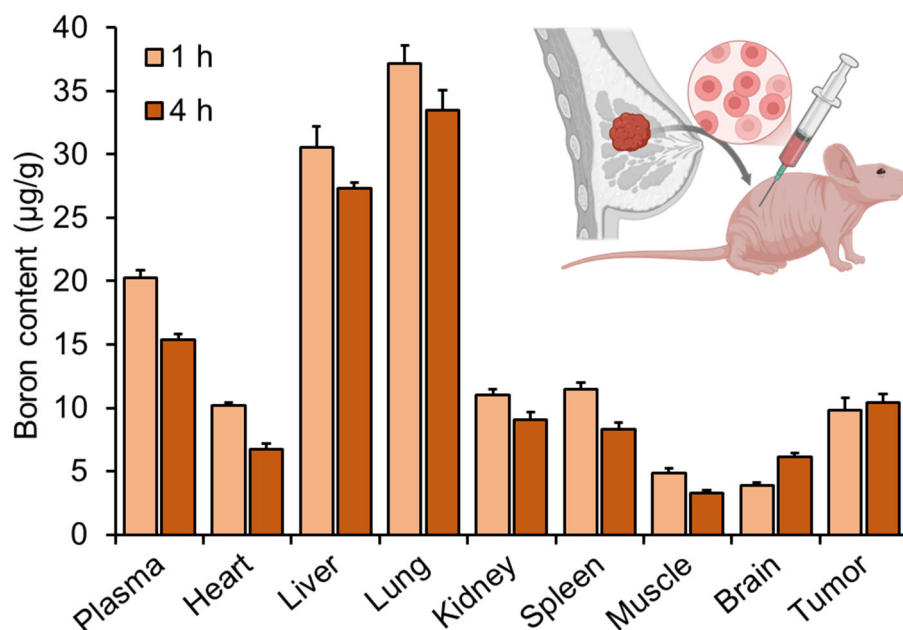 Boron content (µg/g)
40
35
30
25
20
15
10
5
0
1 h
4 h
Plasma
Heart
Liver
Lung
Kidney
Spleen
Muscle
Brain
Tumor